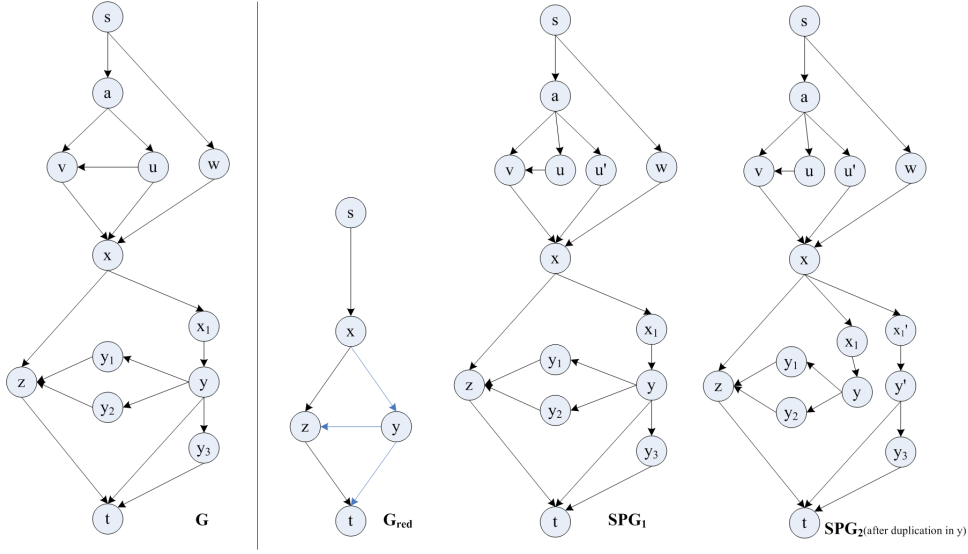 s
a
v
u
w
x
x1
y1
z
y
y2
y3
t
G
s
x
z
y
t
Gred
s
a
v
u
u'
w
x
x1
y1
z
y
y2
y3
t
SPG1
s
a
v
u
u'
w
x
x1
x1'
y1
z
y
y'
y2
y3
t
SPG2(after duplication in y)